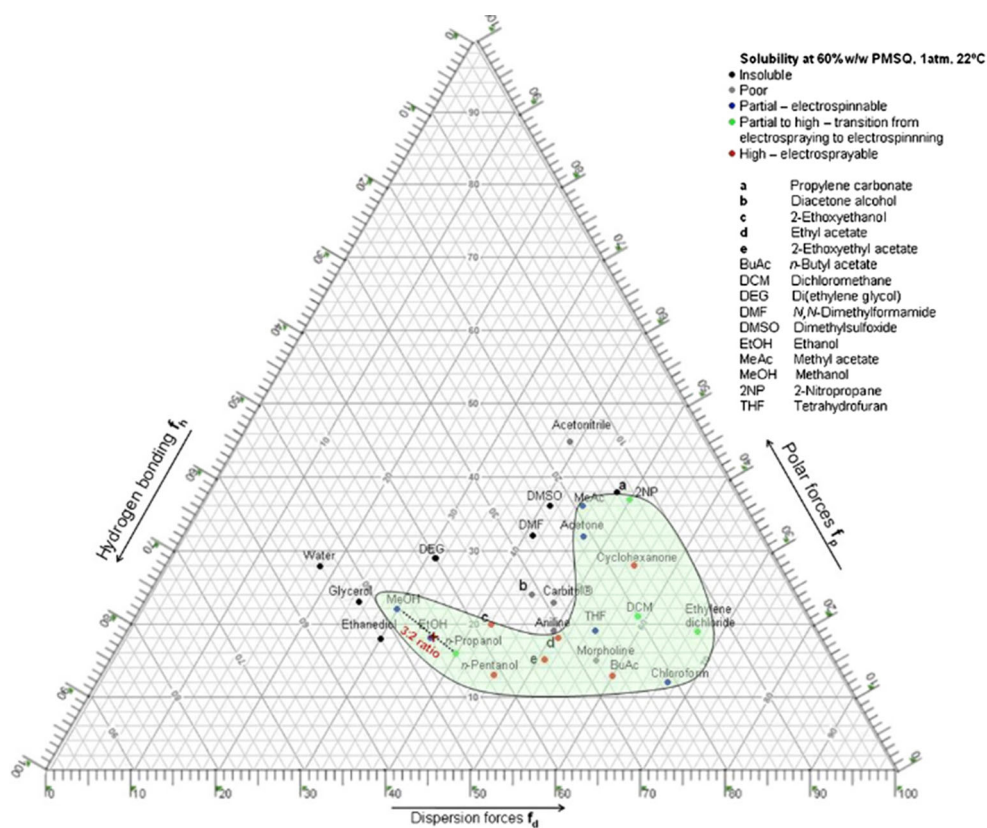 Solubility at 60%w/w PMSQ, 1atm, 22ºC
Insoluble
Poor
Partial – electrospinnable
Partial to high – transition from
electrospraying to electrospinnning
High – electrosprayable
a Propylene carbonate
b Diacetone alcohol
c 2-Ethoxyethanol
d Ethyl acetate
e 2-Ethoxyethyl acetate
BuAc n-Butyl acetate
DCM Dichloromethane
DEG Di(ethylene glycol)
DMF N,N-Dimethylformamide
DMSO Dimethylsulfoxide
EtOH Ethanol
MeAc Methyl acetate
MeOH Methanol
2NP 2-Nitropropane
THF Tetrahydrofuran
90
80
70
60
50
40
30
20
10
Hydrogen bonding fh
Polar forces fp
Acetonitrile
a
2NP
DMSO
MeAc
DMF
Acetone
Water
DEG
Cyclohexanone
Glycerol
MeOH
b
Carbitol®
Ethanediol
EtOH
c
Aniline
THF
DCM
Ethylene
dichloride
3:2 ratio
n-Propanol
d
n-Pentanol
e
Morpholine
BuAc
Chloroform
0
10
20
30
40
50
60
70
80
90
100
Dispersion forces fd